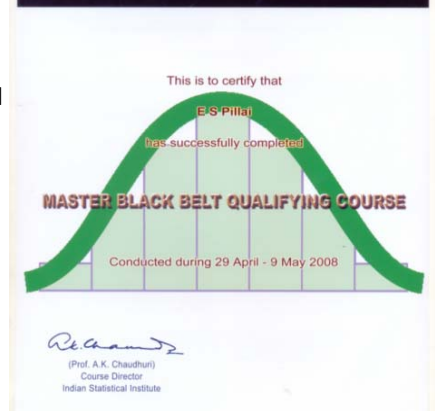 This is to certify that
E S Pillai
has successfully completed
MASTER BLACK BELT QUALIFYING COURSE
Conducted during 29 April - 9 May 2008
(Prof. A.K. Chaudhuri)
Course Director
Indian Statistical Institute